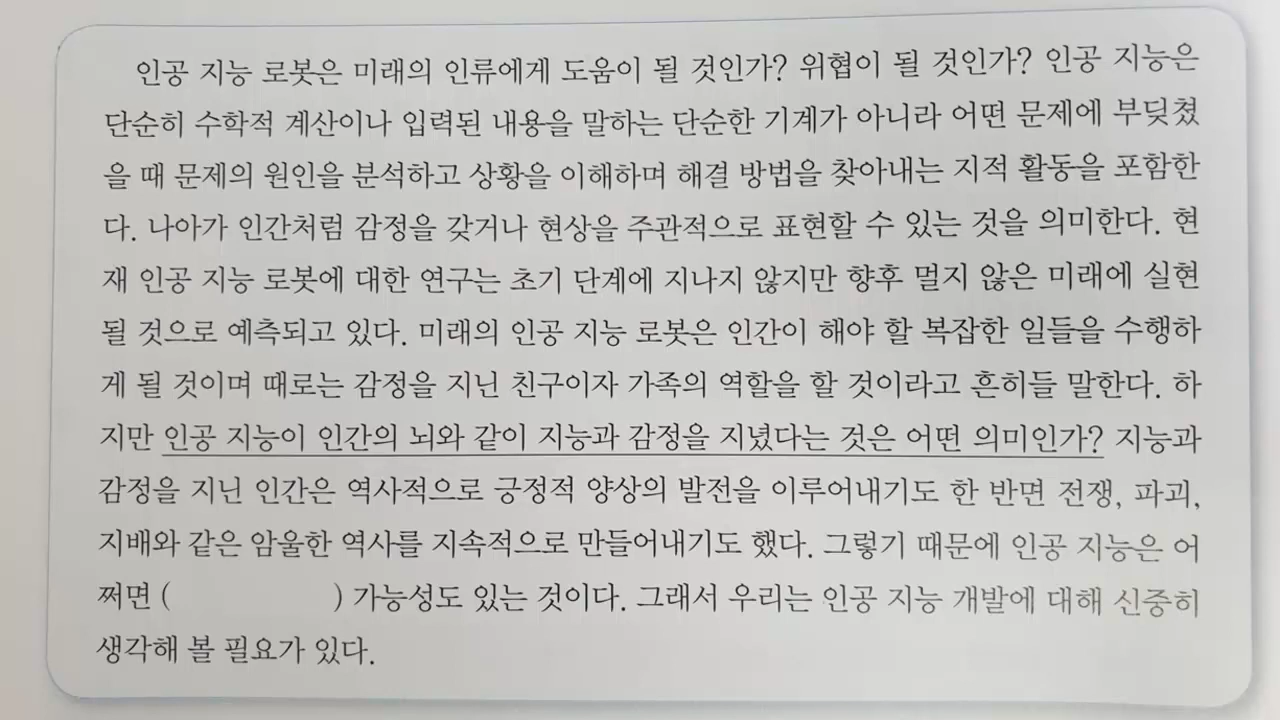 인공 지능 로봇은 미래의 인류에게 도움이 될 것인가? 위협이 될 것인가? 인공 지능은
단순히 수학적 계산이나 입력된 내용을 말하는 단순한 기계가 아니라 어떤 문제에 부딪쳤
을 때 문제의 원인을 분석하고 상황을 이해하며 해결 방법을 찾아내는 지적 활동을 포함한
다. 나아가 인간처럼 감정을 갖거나 현상을 주관적으로 표현할 수 있는 것을 의미한다. 현
재 인공 지능 로봇에 대한 연구는 초기 단계에 지나지 않지만 향후 멀지 않은 미래에 실현
될 것으로 예측되고 있다. 미래의 인공 지능 로봇은 인간이 해야 할 복잡한 일들을 수행하
게 될 것이며 때로는 감정을 지닌 친구이자 가족의 역할을 할 것이라고 흔히들 말한다. 하
지만 인공 지능이 인간의 뇌와 같이 지능과 감정을 지녔다는 것은 어떤 의미인가? 지능과
감정을 지닌 인간은 역사적으로 긍정적 양상의 발전을 이루어내기도 한 반면 전쟁, 파괴,
지배와 같은 암울한 역사를 지속적으로 만들어내기도 했다. 그렇기 때문에 인공 지능은 어
쩌면 (                ) 가능성도 있는 것이다. 그래서 우리는 인공 지능 개발에 대해 신중히
생각해 볼 필요가 있다.